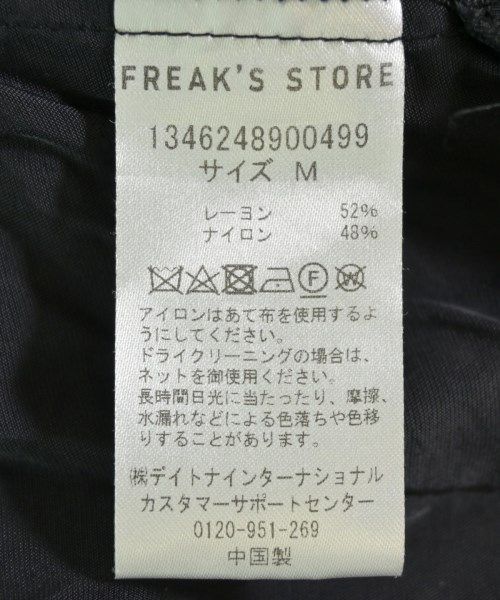 FREAK'S STORE
1346248900499
サイズ M
レーヨン 52%
ナイロン 48%
アイロンはあて布を使用するよ
うにしてください。
ドライクリーニングの場合は、
ネットを御使用ください。
長時間日光に当たったり、摩擦、
水漏れなどによる色落ちや色移
りすることがあります。
㈱デイトナインターナショナル
カスタマーサポートセンター
0120-951-269
中国製